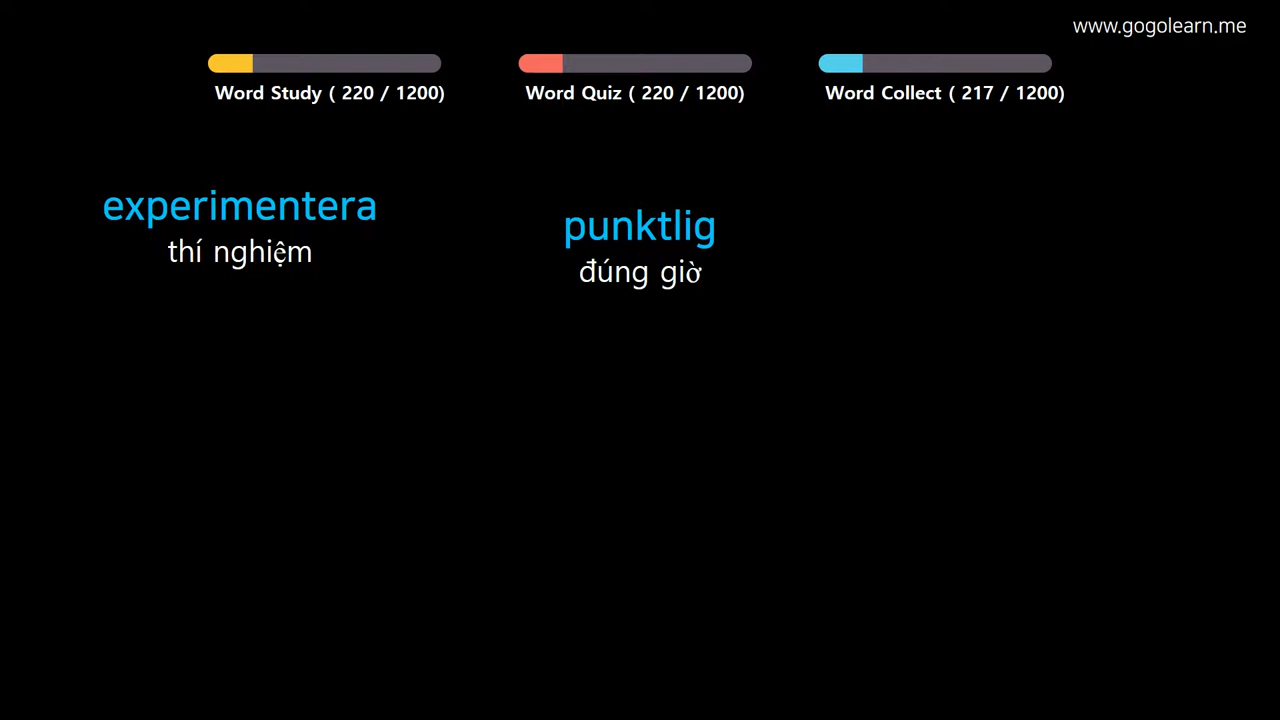 www.gogolearn.me
Word Study ( 220 / 1200)
Word Quiz ( 220 / 1200)
Word Collect ( 217 / 1200)
experimentera
thí nghiệm
punktlig
đúng giờ